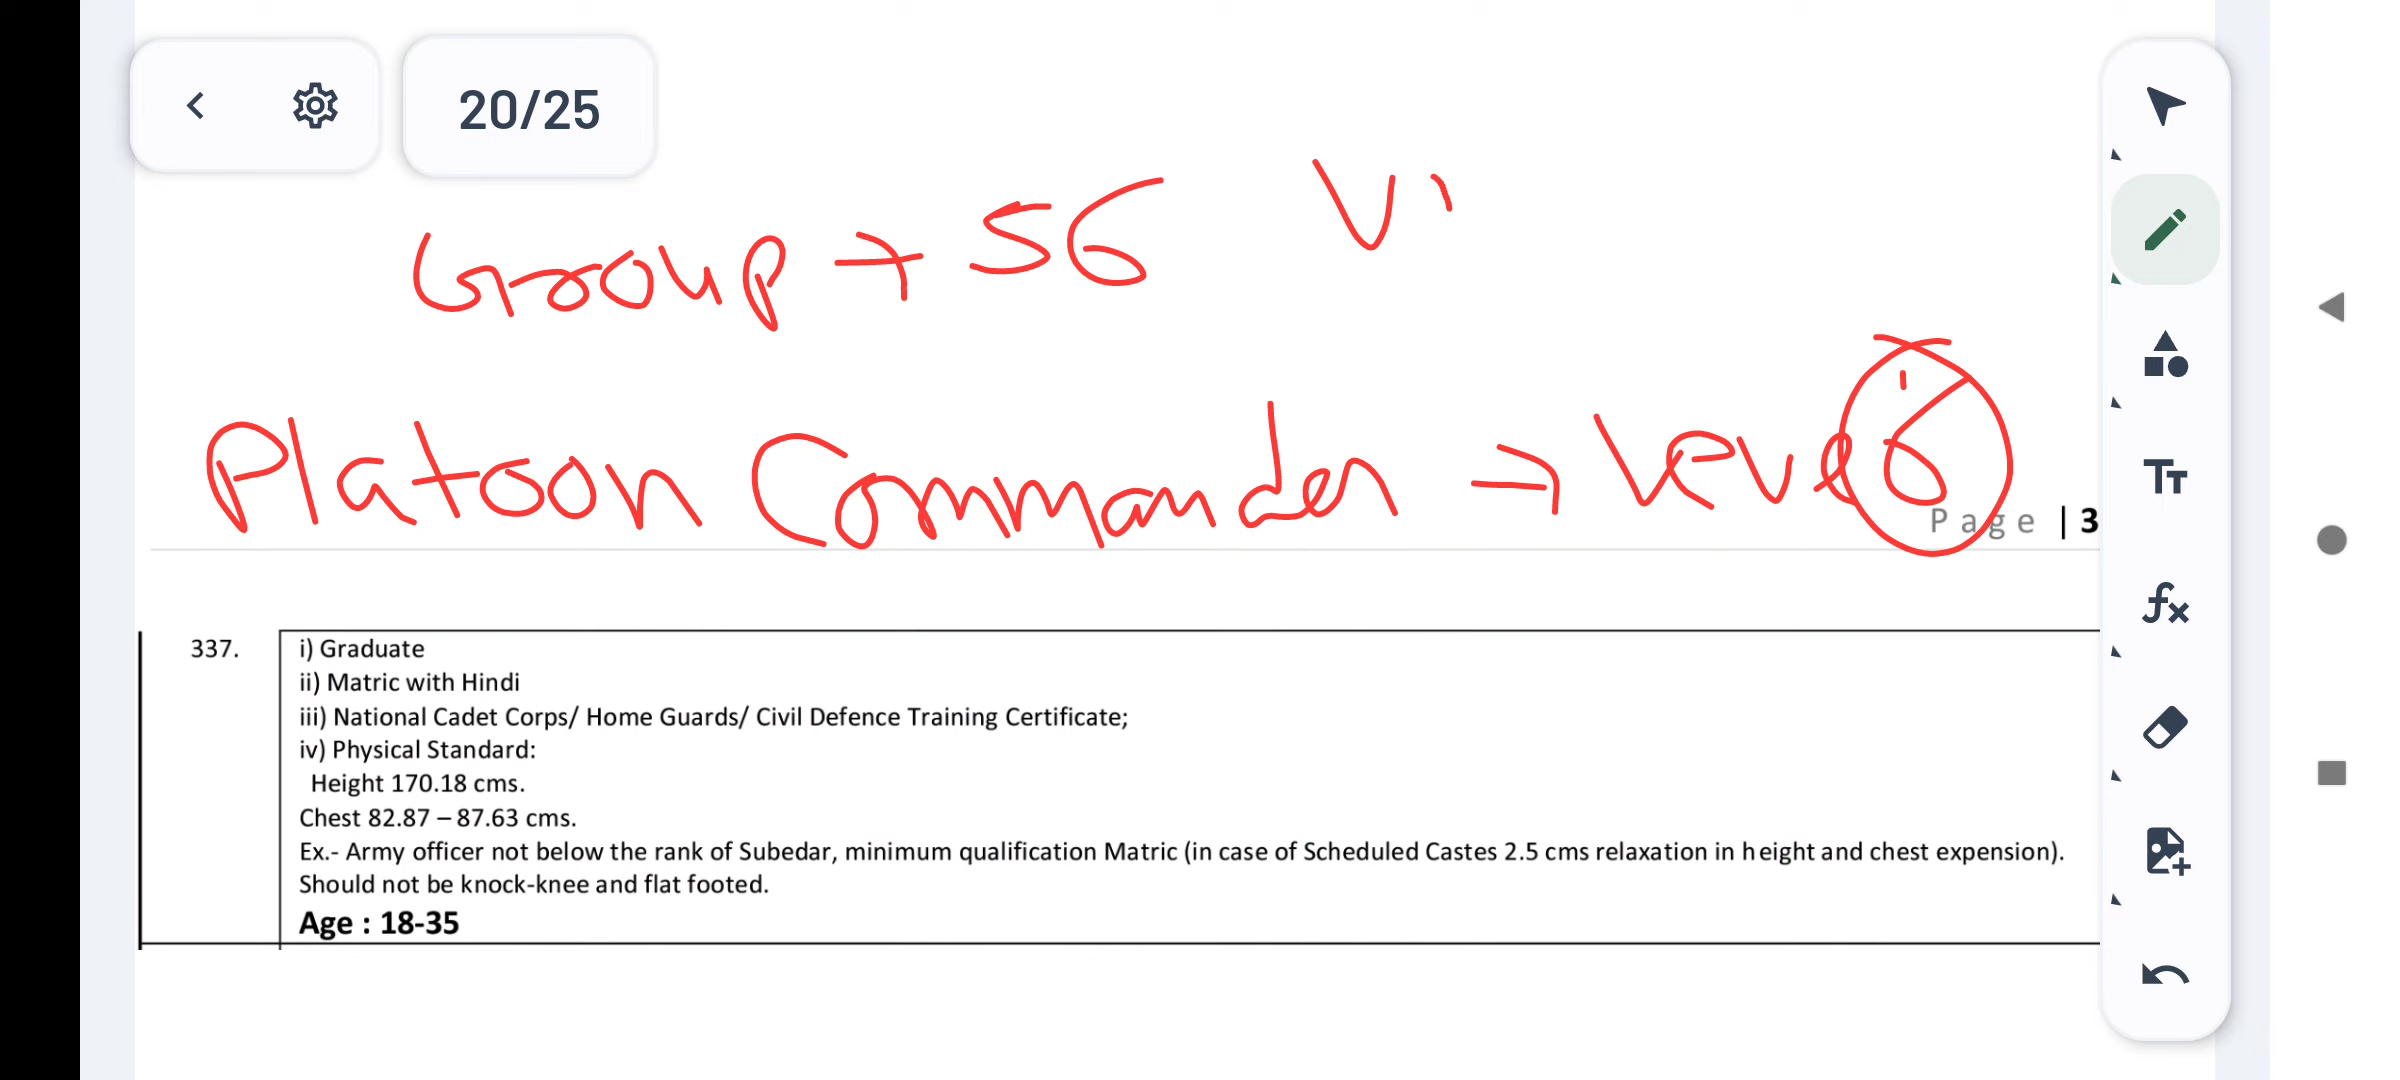 20/25
Group → 56
Platoon Commander → Level 6
Page | 3
337.
i) Graduate
ii) Matric with Hindi
iii) National Cadet Corps/ Home Guards/ Civil Defence Training Certificate;
iv) Physical Standard:
Height 170.18 cms.
Chest 82.87 – 87.63 cms.
Ex.- Army officer not below the rank of Subedar, minimum qualification Matric (in case of Scheduled Castes 2.5 cms relaxation in height and chest expension).
Should not be knock-knee and flat footed.
Age : 18-35
TT
fx